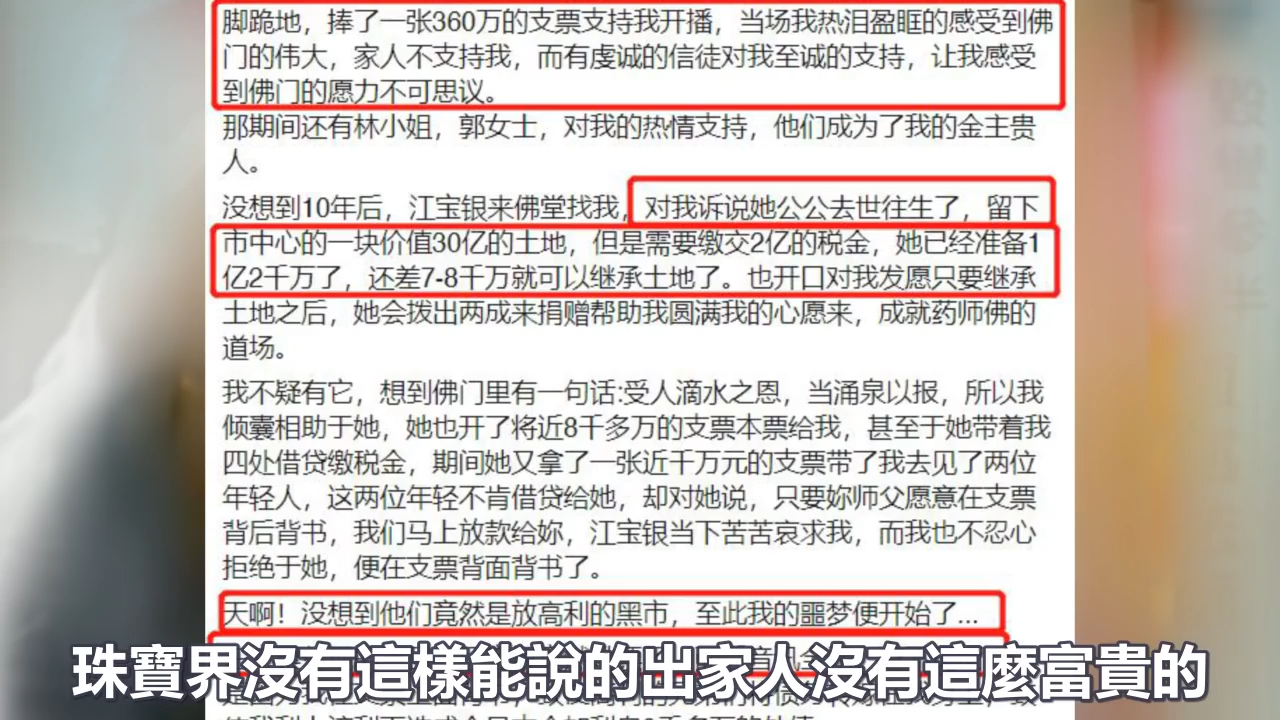 脚跪地，捧了一张360万的支票支持我开播，当场我热泪盈眶的感受到佛
门的伟大，家人不支持我，而有虔诚的信徒对我至诚的支持，让我感受
到佛门的愿力不可思议。
那期间还有林小姐，郭女士，对我的热情支持，他们成为了我的金主贵
人。
没想到10年后，江宝银来佛堂找我，对我诉说她公公去世往生了，留下
市中心的一块价值30亿的土地，但是需要缴交2亿的税金，她已经准备1
亿2千万了，还差7-8千万就可以继承土地了。也开口对我发愿只要继承
土地之后，她会拨出两成来捐赠帮助我圆满我的心愿来，成就药师佛的
道场。
我不疑有它，想到佛门里有一句话:受人滴水之恩，当涌泉以报，所以我
倾囊相助于她，她也开了将近8千多万的支票本票给我，甚至于她带着我
四处借贷缴税金，期间她又拿了一张近千万元的支票带了我去见了两位
年轻人，这两位年轻不肯借贷给她，却对她说，只要妳师父愿意在支票
背后背书，我们马上放款给妳，江宝银当下苦苦哀求我，而我也不忍心
拒绝于她，便在支票背面背书了。
天啊！没想到他们竟然是放高利的黑市，至此我的噩梦便开始了...
珠寶界沒有這樣能說的出家人沒有這麼富貴的